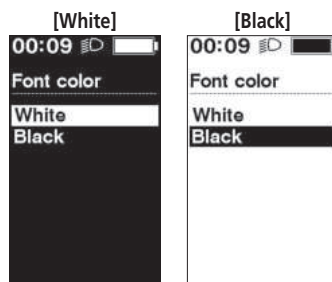 [White] [Black]
00:09 00:09
Font color Font color
White White
Black Black